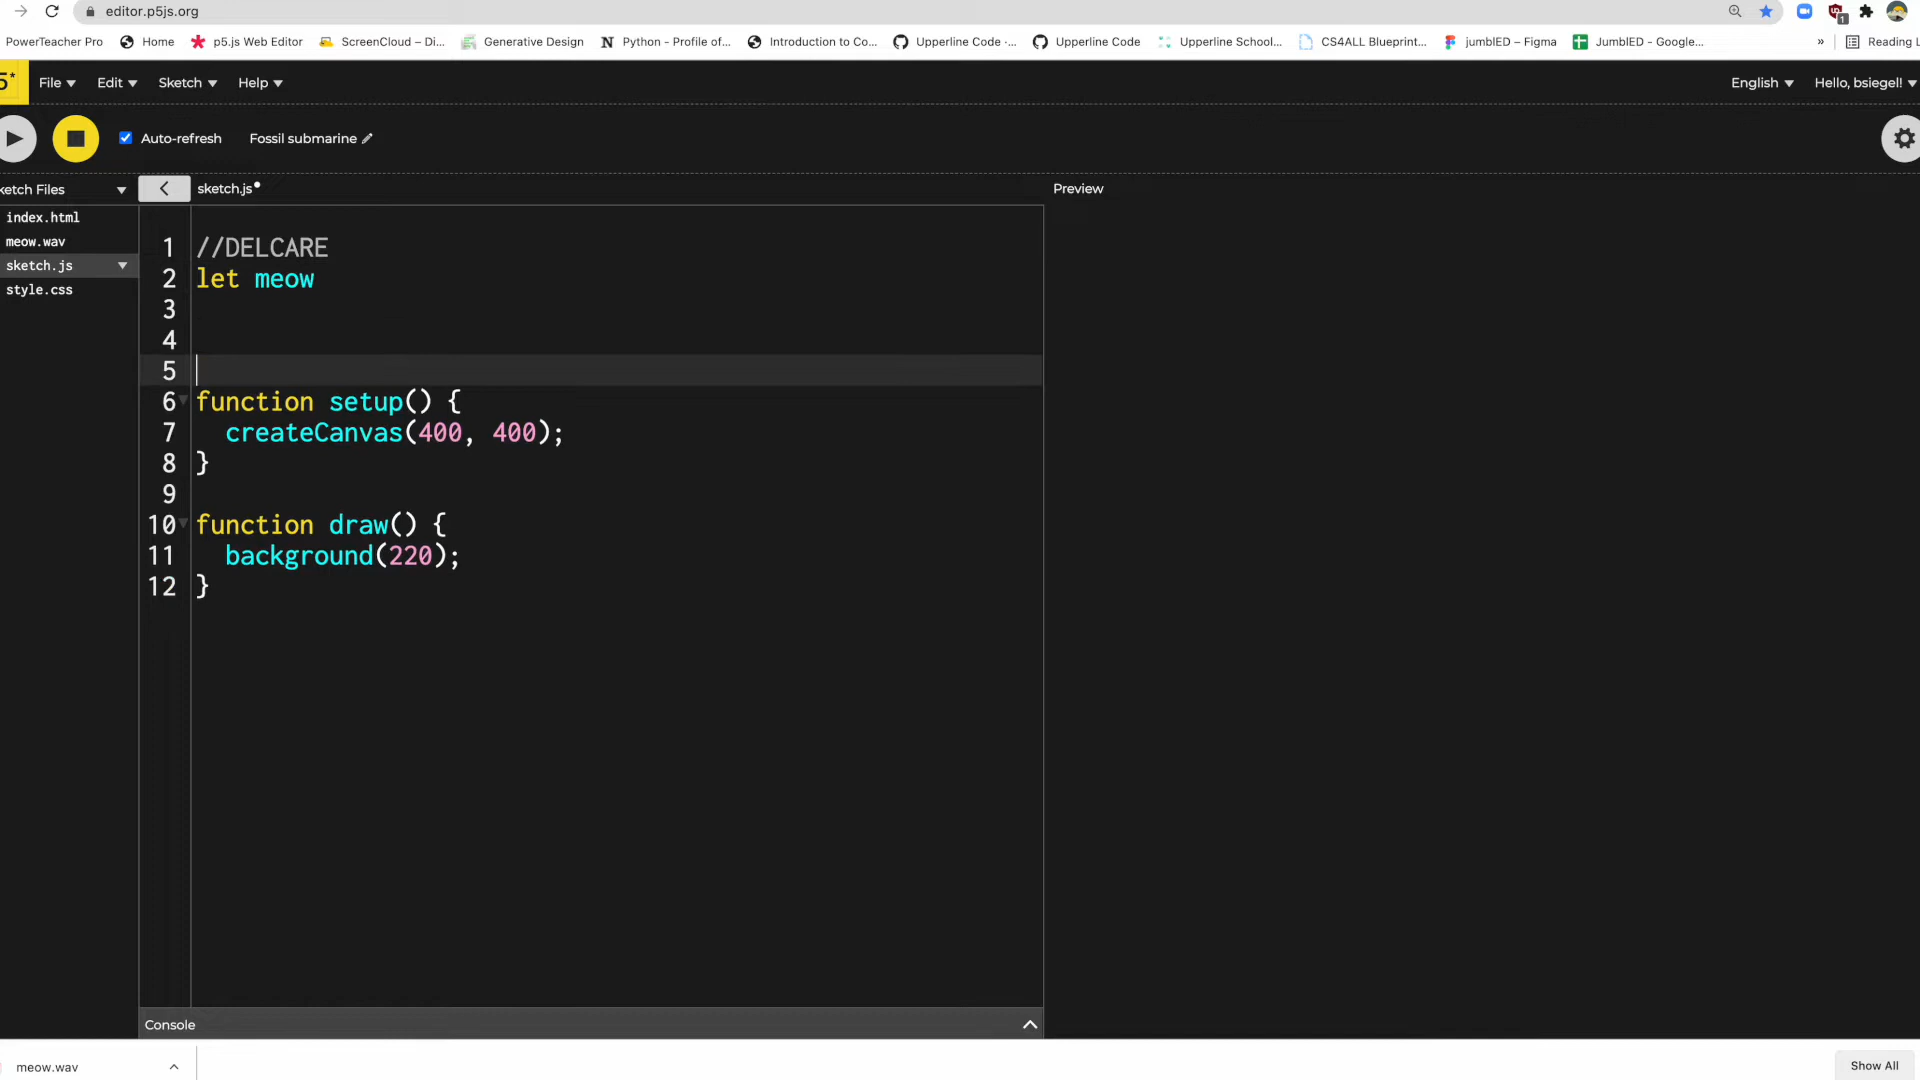 editor.p5js.org
1
PowerTeacher Pro Home p5.js Web Editor ScreenCloud – Di... Generative Design N Python - Profile of... Introduction to Co... Upperline Code -... Upperline Code Upperline School... CS4ALL Blueprint... jumblED – Figma JumblED - Google... » Reading L
5* File Edit Sketch Help English Hello, bsiegel!
Auto-refresh Fossil submarine
ketch Files sketch.js Preview
index.html
meow.wav
sketch.js
style.css
1 //DELCARE
2 let meow
3
4
5
6 function setup() {
7 createCanvas(400, 400);
8 }
9
10 function draw() {
11 background(220);
12 }
Console
meow.wav Show All